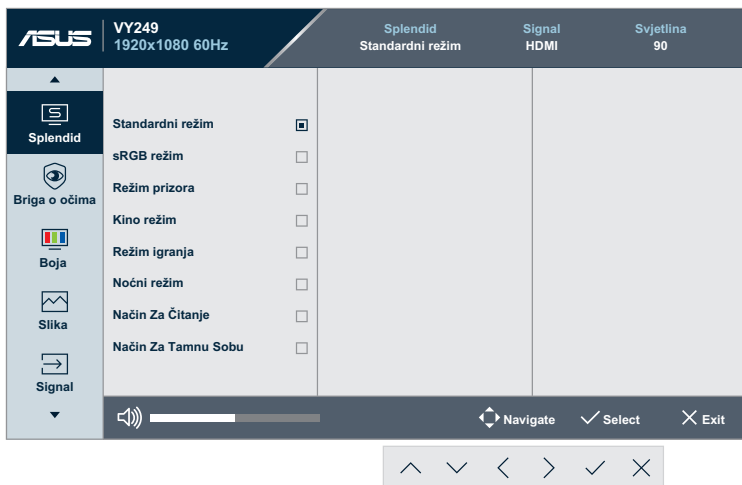 ASUS
VY249
1920x1080 60Hz
Splendid
Standardni režim
Signal
HDMI
Svjetlina
90
Splendid
Briga o očima
Boja
Slika
Signal
Standardni režim
sRGB režim
Režim prizora
Kino režim
Režim igranja
Noćni režim
Način Za Čitanje
Način Za Tamnu Sobu
Navigate
Select
Exit